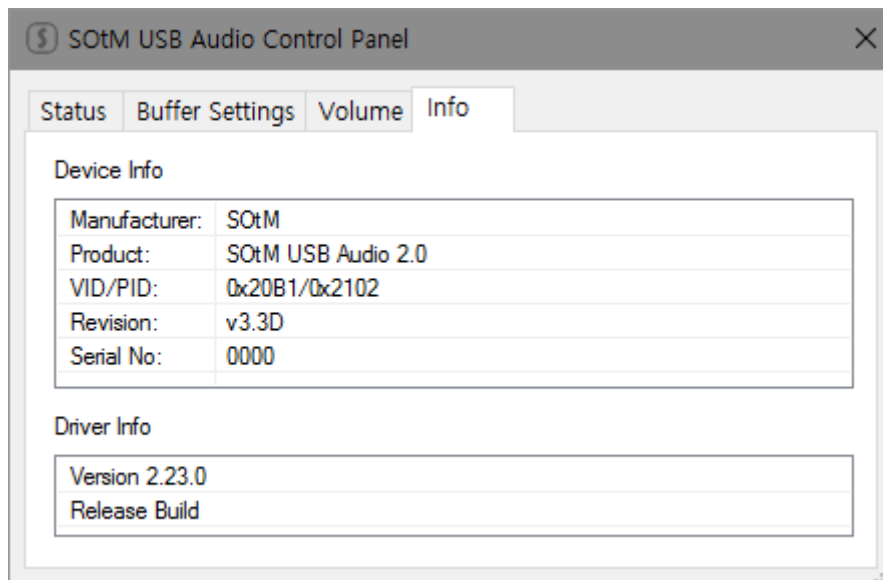 SOtM USB Audio Control Panel
Status Buffer Settings Volume Info
Device Info
Manufacturer: SOtM
Product: SOtM USB Audio 2.0
VID/PID: 0x20B1/0x2102
Revision: v3.3D
Serial No: 0000
Driver Info
Version 2.23.0
Release Build